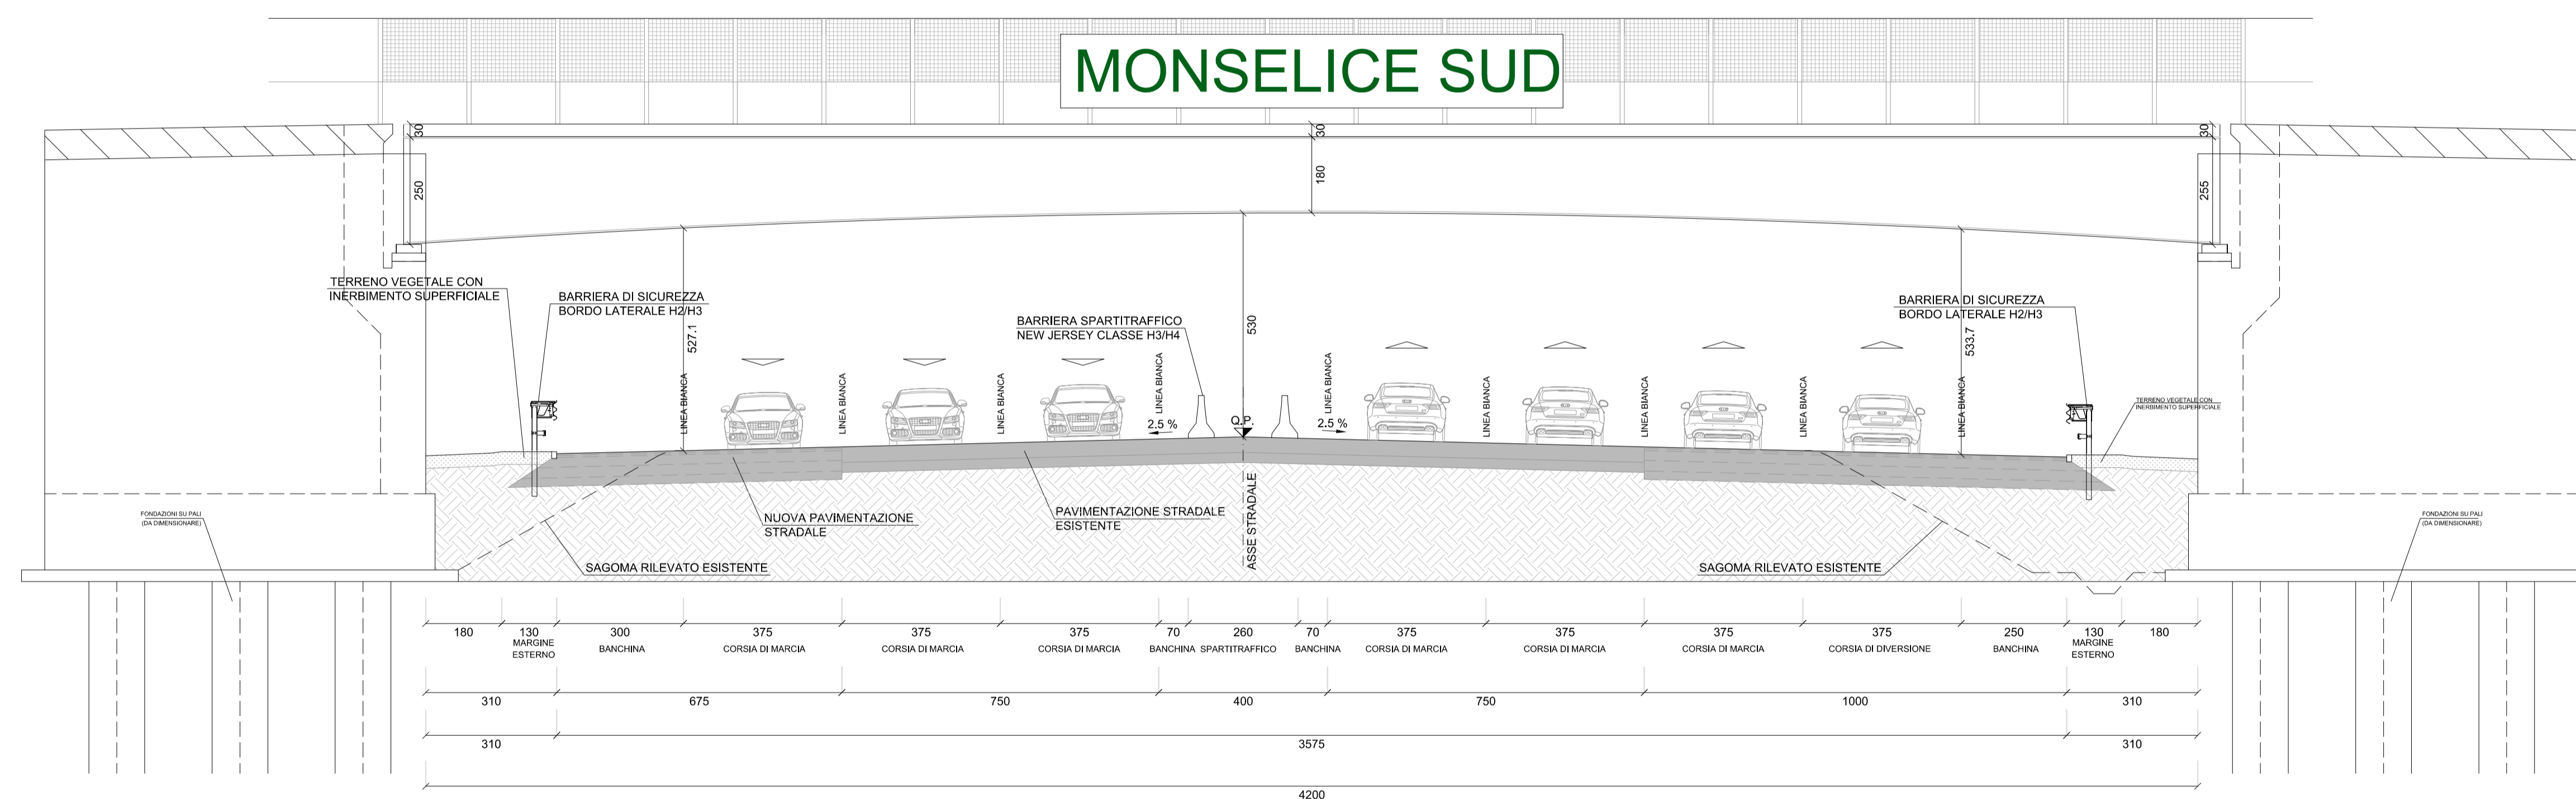 MONSELICE SUD
30
30
30
250
180
255
TERRENO VEGETALE CON
INERBIMENTO SUPERFICIALE
BARRIERA DI SICUREZZA
BORDO LATERALE H2/H3
527.1
BARRIERA SPARTITRAFFICO
NEW JERSEY CLASSE H3/H4
530
BARRIERA DI SICUREZZA
BORDO LATERALE H2/H3
533.7
LINEA BIANCA
LINEA BIANCA
LINEA BIANCA
LINEA BIANCA
LINEA BIANCA
LINEA BIANCA
LINEA BIANCA
LINEA BIANCA
LINEA BIANCA
TERRENO VEGETALE CON
INERBIMENTO SUPERFICIALE
2.5 %
Q.P.
2.5 %
FONDAZIONI SU PALI
(DA DIMENSIONARE)
NUOVA PAVIMENTAZIONE
STRADALE
PAVIMENTAZIONE STRADALE
ESISTENTE
ASSE STRADALE
FONDAZIONI SU PALI
(DA DIMENSIONARE)
SAGOMA RILEVATO ESISTENTE
SAGOMA RILEVATO ESISTENTE
180 130 300 375 375 375 70 260 70 375 375 375 375 250 130 180
MARGINE
ESTERNO
BANCHINA CORSIA DI MARCIA CORSIA DI MARCIA CORSIA DI MARCIA BANCHINA SPARTITRAFFICO BANCHINA CORSIA DI MARCIA CORSIA DI MARCIA CORSIA DI MARCIA CORSIA DI DIVERSIONE BANCHINA
MARGINE
ESTERNO
310 675 750 400 750 1000 310
310 3575 310
4200